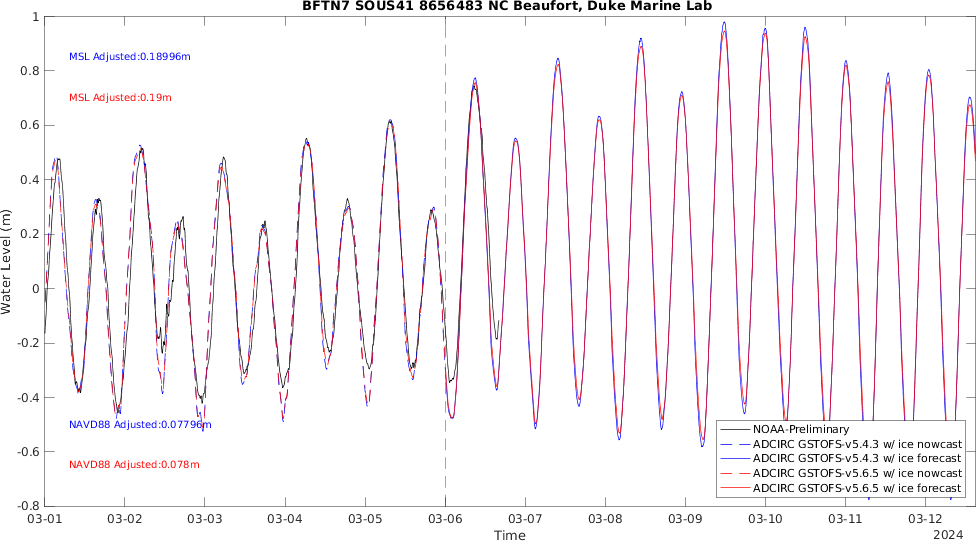 BFTN7 SOUS41 8656483 NC Beaufort, Duke Marine Lab
1
MSL Adjusted:0.18996m
0.8
MSL Adjusted:0.19m
0.6
0.4
0.2
Water Level (m)
0
-0.2
-0.4
NAVD88 Adjusted:0.07796m
NOAA-Preliminary
ADCIRC GSTOFS-v5.4.3 w/ ice nowcast
-0.6
ADCIRC GSTOFS-v5.4.3 w/ ice forecast
NAVD88 Adjusted:0.078m
ADCIRC GSTOFS-v5.6.5 w/ ice nowcast
ADCIRC GSTOFS-v5.6.5 w/ ice forecast
-0.8
03-01 03-02 03-03 03-04 03-05 03-06 03-07 03-08 03-09 03-10 03-11 03-12
Time
2024